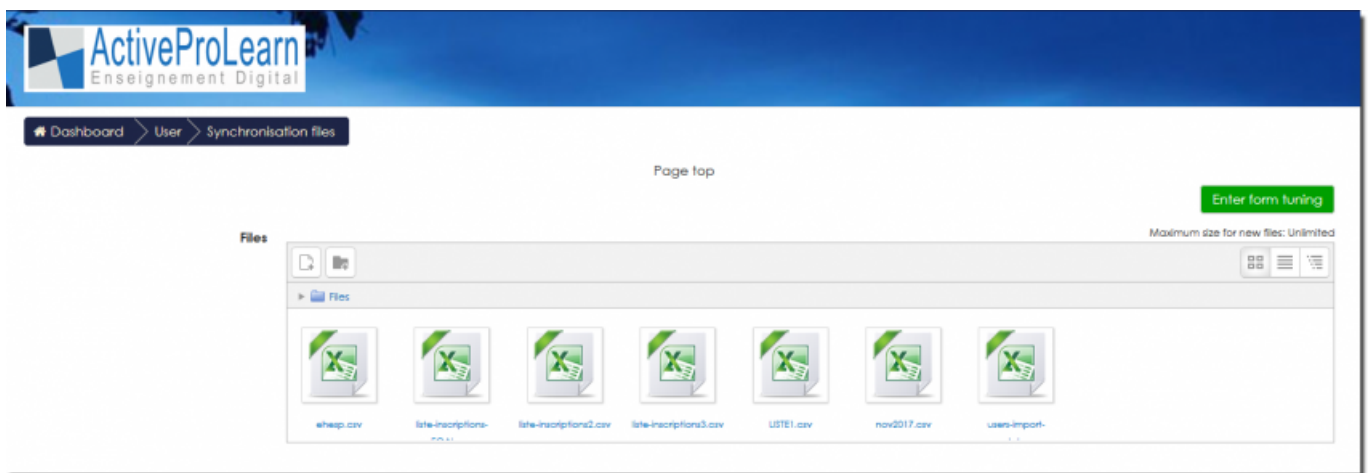 ActiveProLearn
Enseignement Digital
Dashboard User Synchronisation files
Page top
Enter form tuning
Files
Maximum size for new files: Unlimited
Files
ehesp.csv liste-inscriptions- liste-inscriptions2.csv liste-inscriptions3.csv LISTE1.csv nov2017.csv users-import-